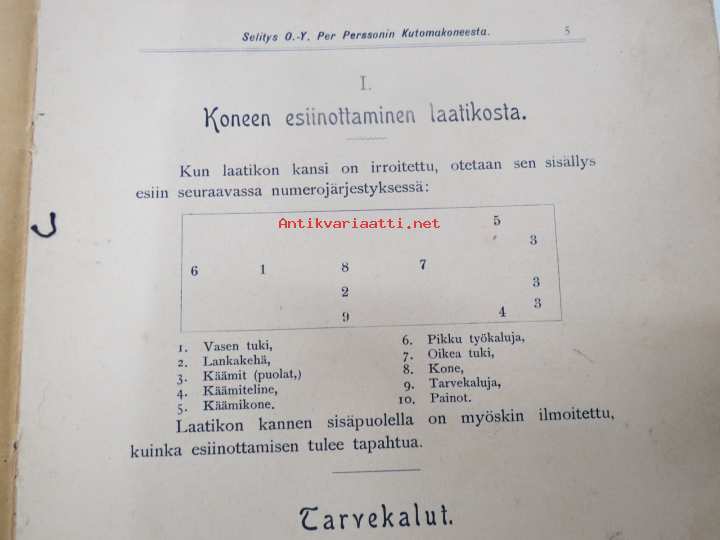 Selitys O.-Y. Per Perssonin Kutomakoneesta. 5
I.
Koneen esiinottaminen laatikosta.
Kun laatikon kansi on irroitettu, otetaan sen sisällys
esiin seuraavassa numerojärjestyksessä:
Antikvariaatti.net
5
3
6 1 8 7
2 3
3
9 4
1. Vasen tuki,
2. Lankakehä,
3. Käämit (puolat,)
4. Käämiteline,
5. Käämikone.
6. Pikku työkaluja,
7. Oikea tuki,
8. Kone,
9. Tarvekaluja,
10. Painot.
Laatikon kannen sisäpuolella on myöskin ilmoitettu,
kuinka esiinottamisen tulee tapahtua.
Tarvekalut.